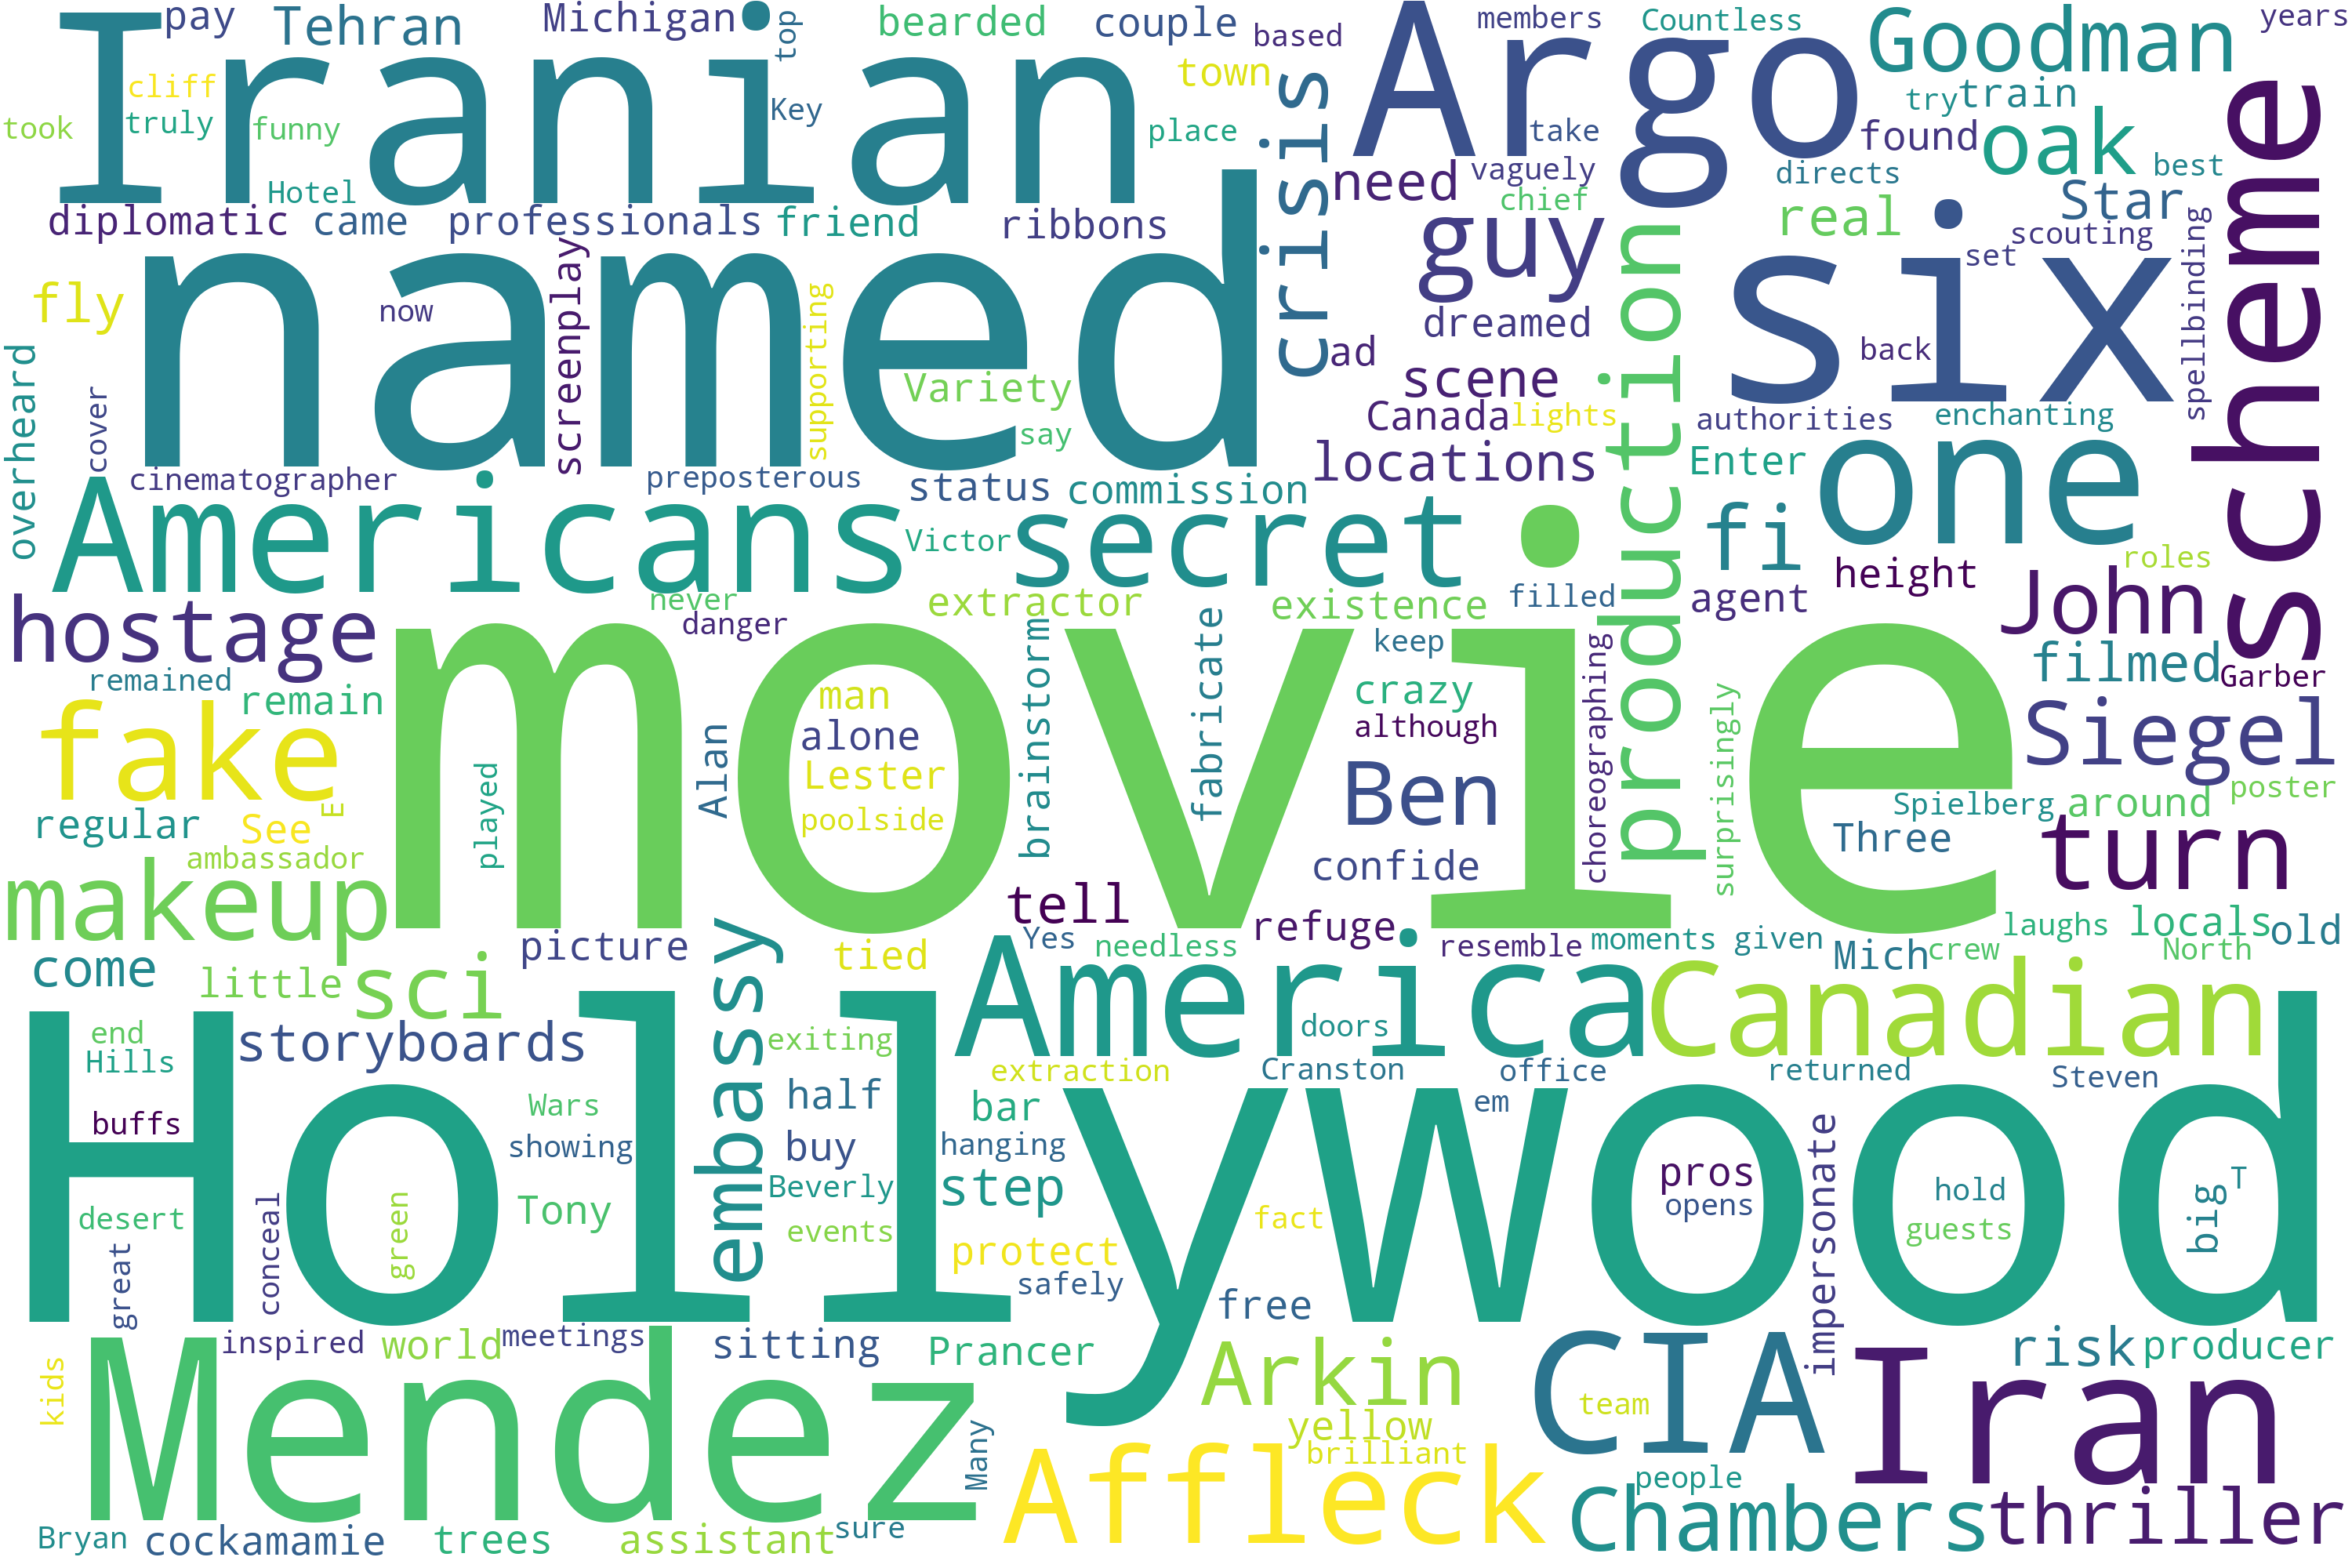 Iranian
pay
Tehran
Michigan
top
bearded
couple
based
members
Countless
Goodman
years
Argo
cliff
took
truly
funny
Key
town
place
crisis
take
try
train
found
oak
best
scheme
Hotel
need
vaguely
chief
directs
Star
diplomatic
came
professionals
friend
ribbons
guy
real
scouting
set
spellbinding
named
fly
now
screenplay
supporting
dreamed
ad
production
six
back
overheard
Variety
scene
say
Canada
lights
authorities
enchanting
cover
cinematographer
preposterous
status
commission
locations
Enter
one
Americans
Victor
secret
fi
roles
height
agent
hostage
never
danger
extractor
existence
filled
John
movie
remained
remain
brainstorm
fabricate
keep
choreographing
filmed
Garber
fake
man
alone
crazy
although
surprisingly
Siegel
Alan
Lester
poolside
Ben
Spielberg
around
poster
regular
See
E
played
Three
turn
ambassador
confide
makeup
tell
embassy
picture
tied
Yes
needless
refuge
resemble
moments
given
Mich
crew
laughs
locals
North
old
come
little
sci
America
Canadian
end
Hills
storyboards
exiting
doors
extraction
Cranston
office
returned
Steven
Hollywood
buffs
Wars
showing
half
buy
bar
hanging
em
impersonate
desert
conceal
green
Tony
Beverly
events
step
fact
pros
opens
hold
guests
big
T
great
protect
safely
free
inspired
world
meetings
sitting
Prancer
Arkin
CIA
risk
producer
kids
Mendez
Many
yellow
brilliant
team
Iran
Affleck
people
Chambers
thriller
Bryan
cockamamie
trees
assistant
sure